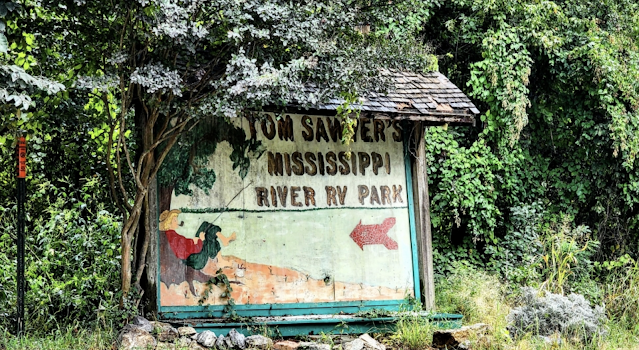 TOM SAWYER'S
MISSISSIPPI
RIVER RV PARK